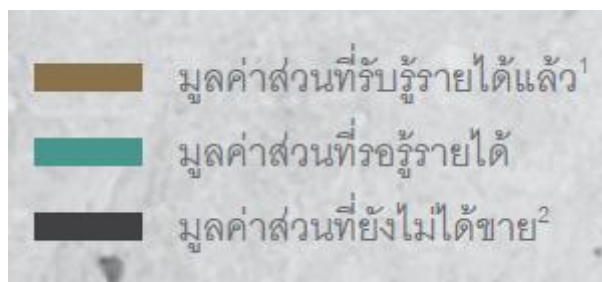 มูลค่าส่วนที่รับรู้รายได้แล้ว¹
มูลค่าส่วนที่รอรู้รายได้
มูลค่าส่วนที่ยังไม่ได้ขาย²